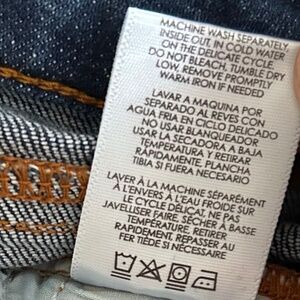 MACHINE WASH SEPARATELY
INSIDE OUT, IN COLD WATER
ON THE DELICATE CYCLE.
DO NOT BLEACH. TUMBLE DRY
LOW, REMOVE PROMPTLY
WARM IRON IF NEEDED
LAVAR A MAQUINA POR
SEPARADO AL REVES CON
AGUA FRIA EN CICLO DELICADO
NO USAR BLANQUEADOR
USAR LA SECADORA A BAJA
TEMPERATURA Y RETIRAR
RAPIDAMENTE. PLANCHA
TIBIA SI FUERA NECESARIO
LAVER À LA MACHINE SÉPARÉMENT
À L'ENVERS À L'EAU FROIDE SUR
LE CYCLE DÉLICAT, NE PAS
JAVELLISER FAIRE. SÉCHER À BASSE
TEMPÉRATURE. RETIRER
RAPIDEMENT, REPASSER AU
FER TIÈDE SI NÉCESSAIRE